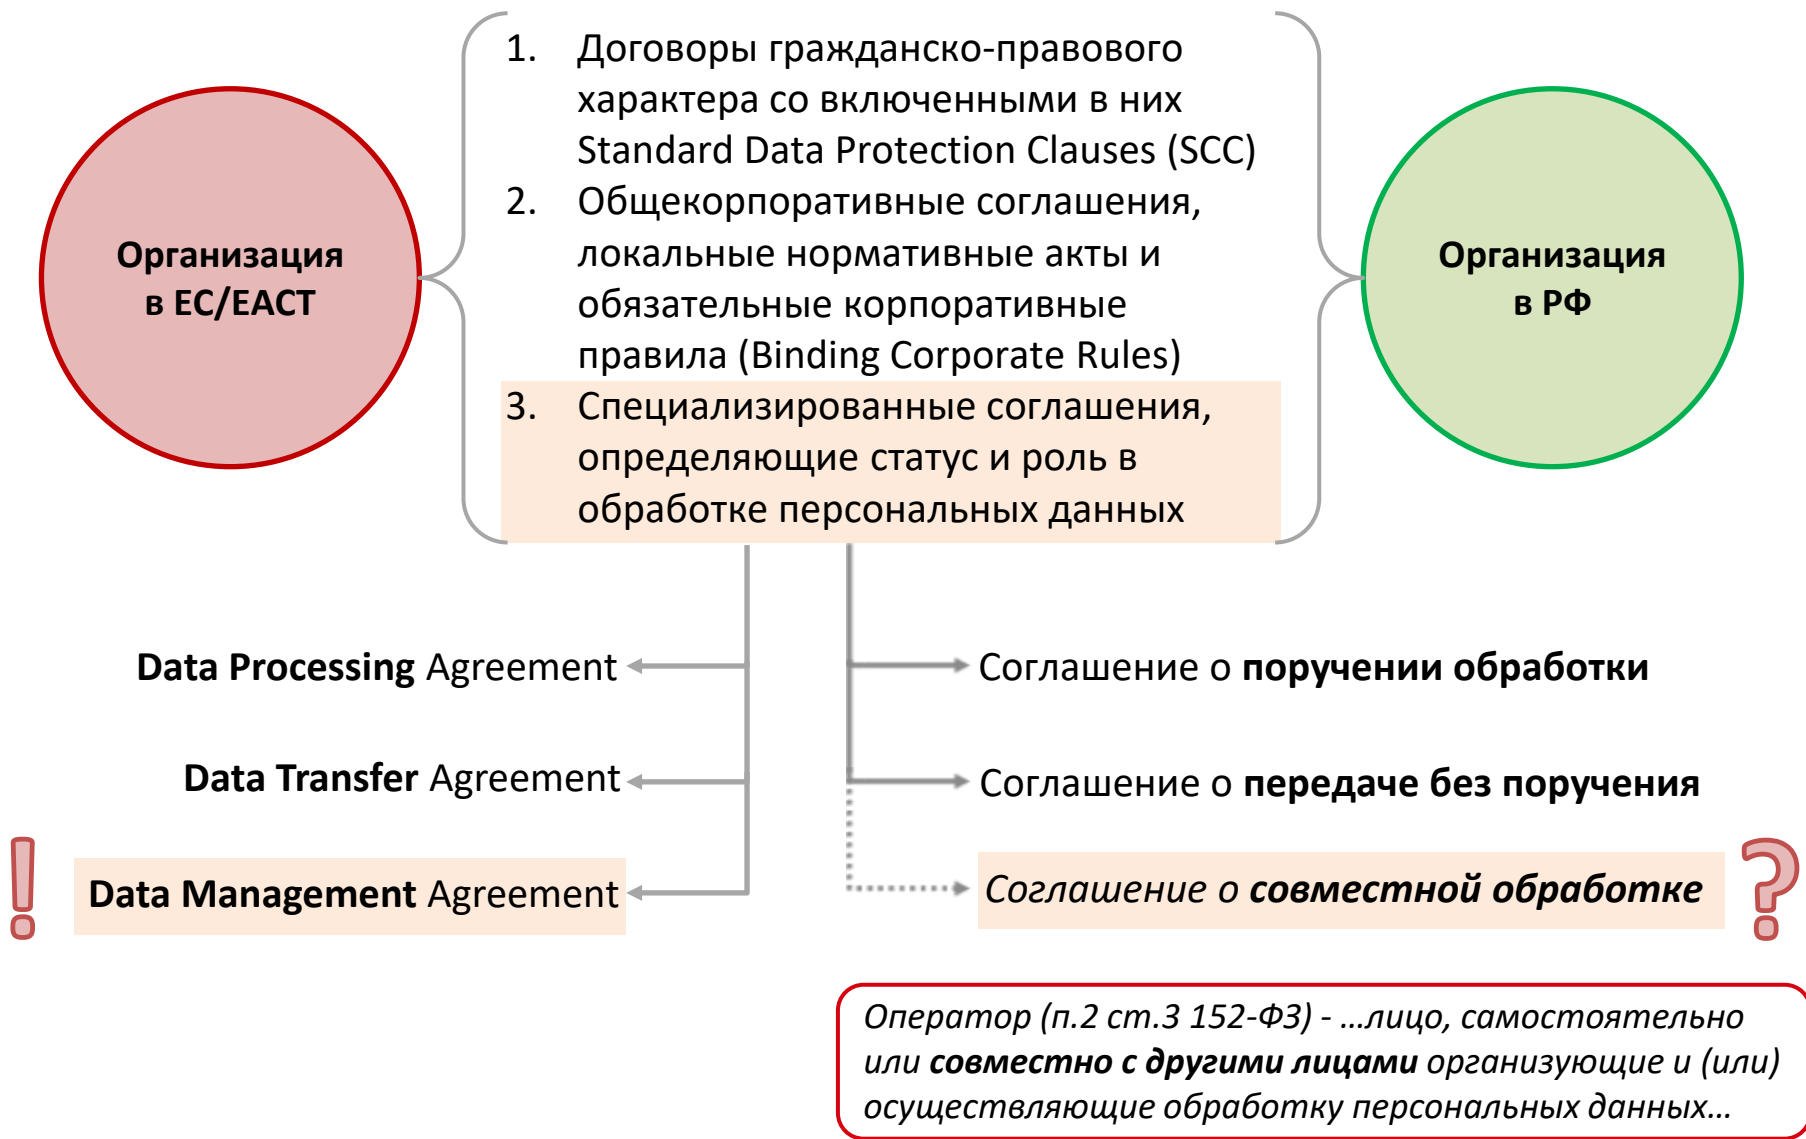 Организация
в ЕС/ЕАСТ
1. Договоры гражданско-правового
характера со включенными в них
Standard Data Protection Clauses (SCC)
2. Общекорпоративные соглашения,
локальные нормативные акты и
обязательные корпоративные
правила (Binding Corporate Rules)
3. Специализированные соглашения,
определяющие статус и роль в
обработке персональных данных
Организация
в РФ
Data Processing Agreement
Соглашение о поручении обработки
Data Transfer Agreement
Соглашение о передаче без поручения
!
Data Management Agreement
Соглашение о совместной обработке
?
Оператор (п.2 ст.3 152-ФЗ) - …лицо, самостоятельно
или совместно с другими лицами организующие и (или)
осуществляющие обработку персональных данных…